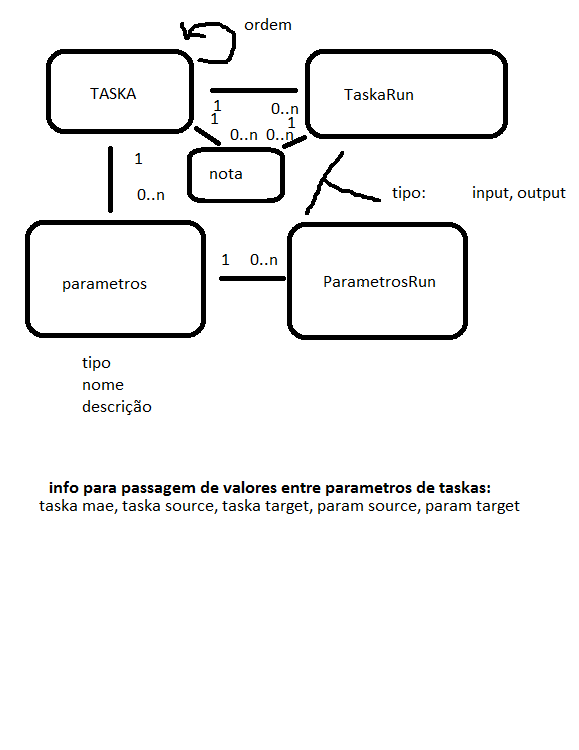 ordem
TASKA
TaskaRun
1
0..n
1
1
0..n
0..n
nota
1
0..n
tipo:
input, output
1
0..n
parametros
ParametrosRun
tipo
nome
descrição
info para passagem de valores entre parametros de taskas:
taska mae, taska source, taska target, param source, param target